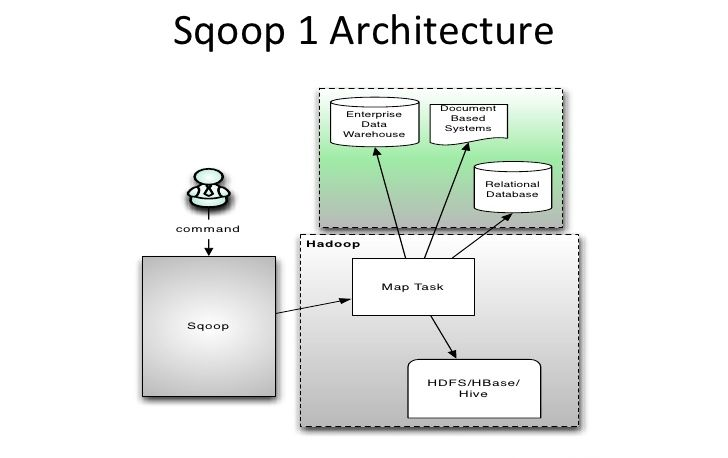 Sqoop 1 Architecture
Enterprise
Data
Warehouse
Document
Based
Systems
Relational
Database
command
Hadoop
Map Task
Sqoop
HDFS/HBase/
Hive